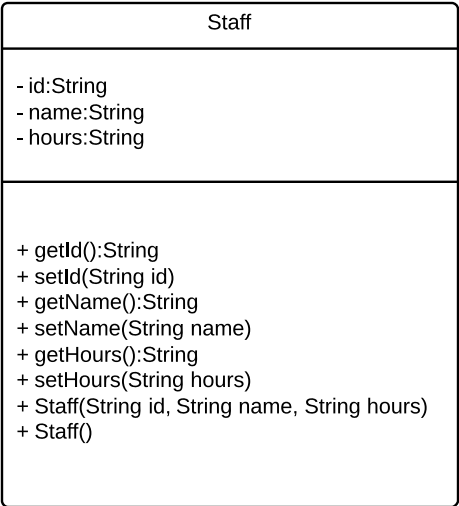 Staff
- id:String
- name:String
- hours:String
+ getId():String
+ setId(String id)
+ getName():String
+ setName(String name)
+ getHours():String
+ setHours(String hours)
+ Staff(String id, String name, String hours)
+ Staff()